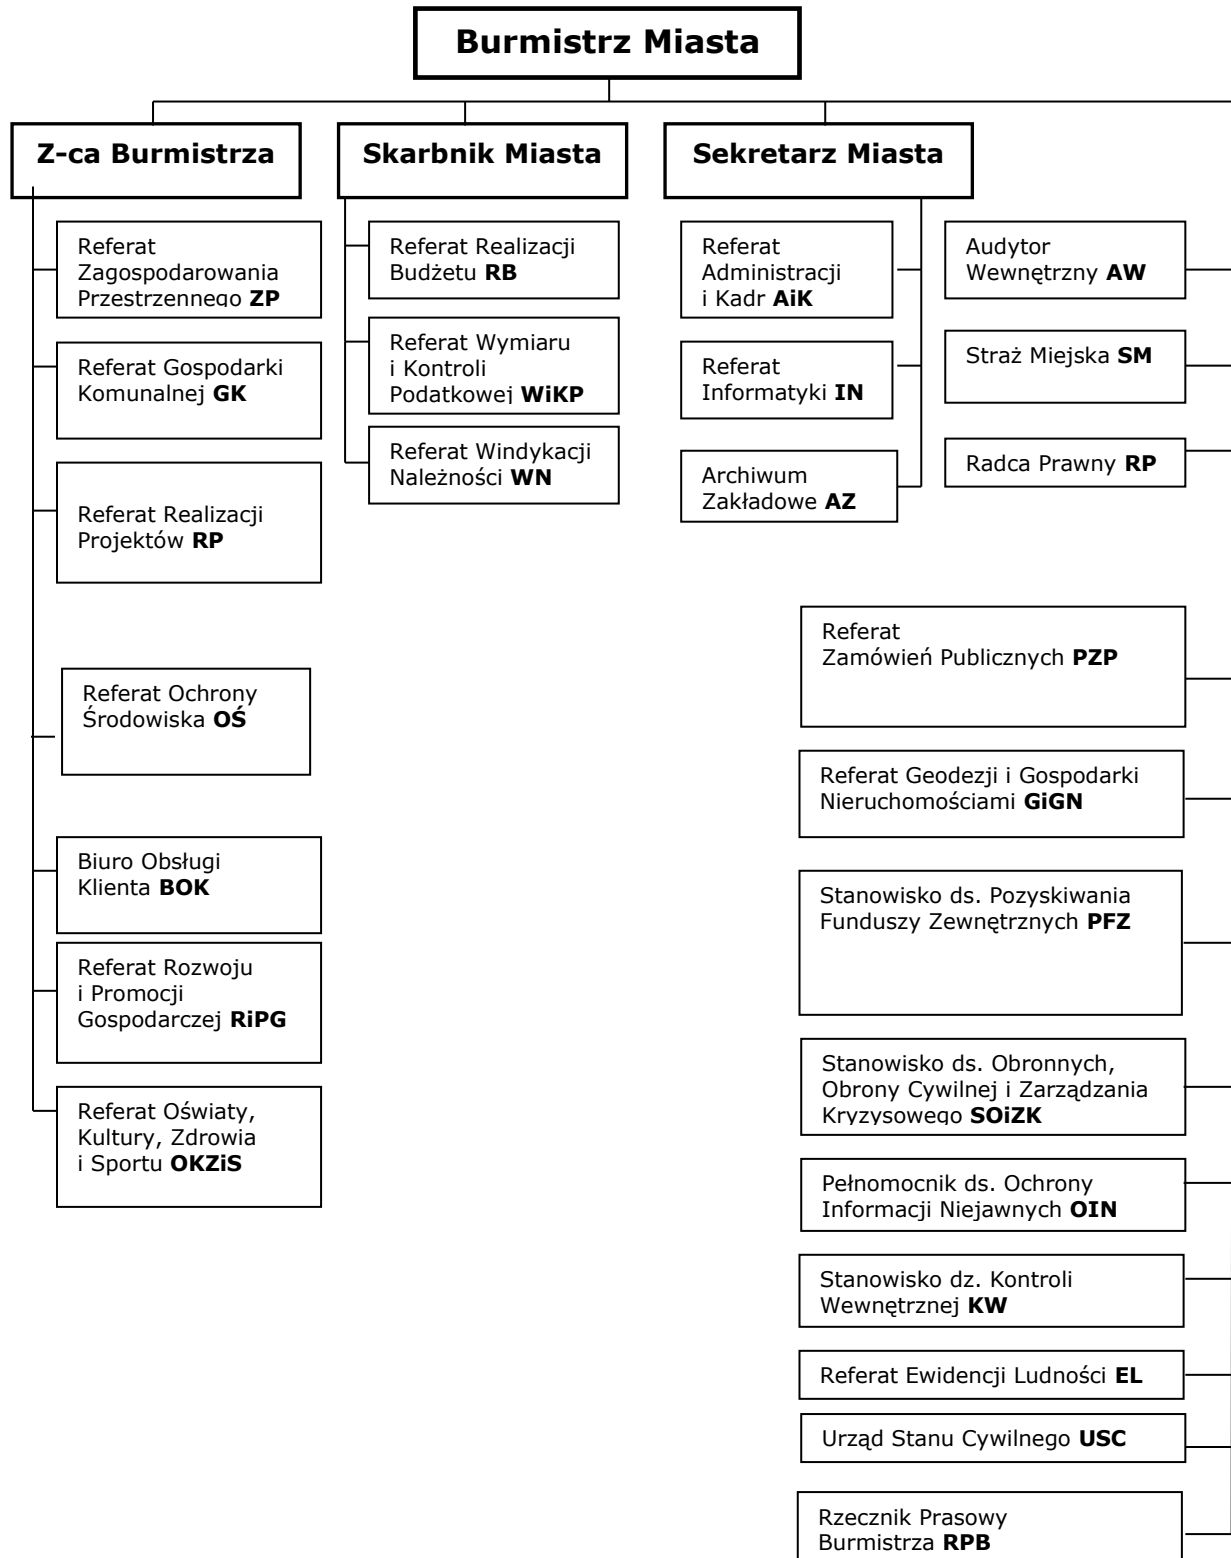 Burmistrz Miasta
Z-ca Burmistrza
Skarbnik Miasta
Sekretarz Miasta
Referat
Zagospodarowania
Przestrzennego ZP
Referat Gospodarki
Komunalnej GK
Referat Realizacji
Projektów RP
Referat Ochrony
Środowiska OŚ
Biuro Obsługi
Klienta BOK
Referat Rozwoju
i Promocji
Gospodarczej RiPG
Referat Oświaty,
Kultury, Zdrowia
i Sportu OKZiS
Referat Realizacji
Budżetu RB
Referat Wymiaru
i Kontroli
Podatkowej WiKP
Referat Windykacji
Należności WN
Referat
Administracji
i Kadr AiK
Referat
Informatyki IN
Archiwum
Zakładowe AZ
Audytor
Wewnętrzny AW
Straż Miejska SM
Radca Prawny RP
Referat
Zamówień Publicznych PZP
Referat Geodezji i Gospodarki
Nieruchomościami GiGN
Stanowisko ds. Pozyskiwania
Funduszy Zewnętrznych PFZ
Stanowisko ds. Obronnych,
Obrony Cywilnej i Zarządzania
Kryzysowego SOiZK
Pełnomocnik ds. Ochrony
Informacji Niejawnych OIN
Stanowisko dz. Kontroli
Wewnętrznej KW
Referat Ewidencji Ludności EL
Urząd Stanu Cywilnego USC
Rzecznik Prasowy
Burmistrza RPB